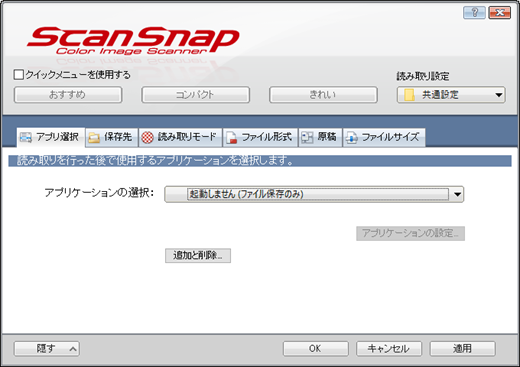 ScanSnap
Color Image Scanner
クイックメニューを使用する
読み取り設定
おすすめ
コンパクト
きれい
共通設定
アプリ選択
保存先
読み取りモード
ファイル形式
原稿
ファイルサイズ
読み取りを行った後で使用するアプリケーションを選択します。
アプリケーションの選択:
起動しません (ファイル保存のみ)
アプリケーションの設定...
追加と削除...
隠す
OK
キャンセル
適用